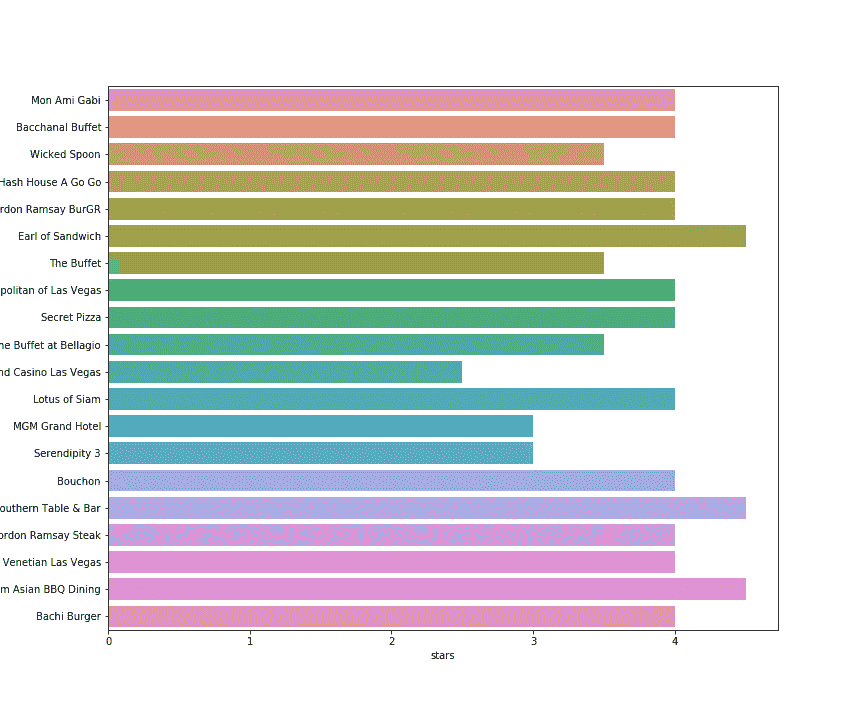 Mon Ami Gabi
Bacchanal Buffet
Wicked Spoon
Hash House A Go Go
rdon Ramsay BurGR
Earl of Sandwich
The Buffet
politan of Las Vegas
Secret Pizza
ne Buffet at Bellagio
nd Casino Las Vegas
Lotus of Siam
MGM Grand Hotel
Serendipity 3
Bouchon
outhern Table & Bar
ordon Ramsay Steak
Venetian Las Vegas
m Asian BBQ Dining
Bachi Burger
0 1 2 3 4
stars